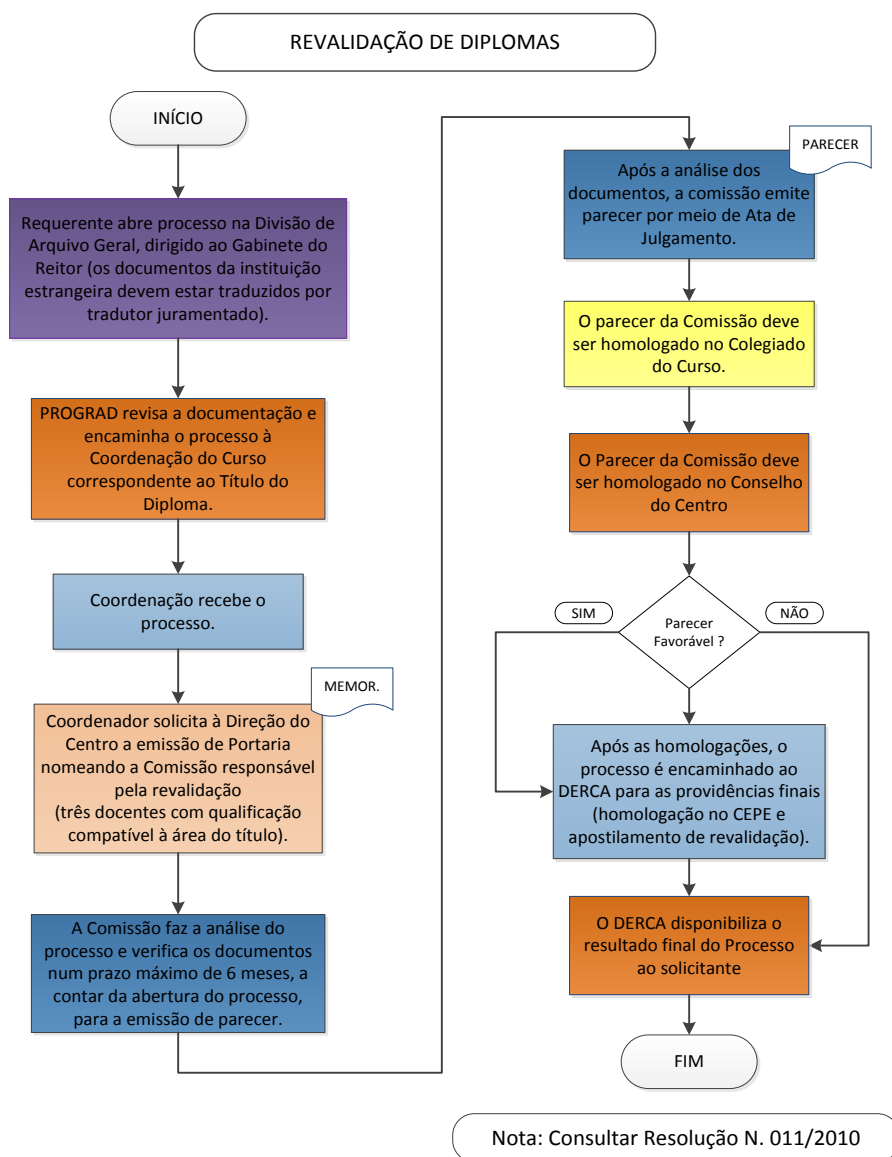 REVALIDAÇÃO DE DIPLOMAS
INÍCIO
Requerente abre processo na Divisão de
Arquivo Geral, dirigido ao Gabinete do
Reitor (os documentos da instituição
estrangeira devem estar traduzidos por
tradutor juramentado).
PROGRAD revisa a documentação e
encaminha o processo à
Coordenação do Curso
correspondente ao Título do
Diploma.
Coordenação recebe o
processo.
MEMOR.
Coordenador solicita à Direção do
Centro a emissão de Portaria
nomeando a Comissão responsável
pela revalidação
(três docentes com qualificação
compatível à área do título).
A Comissão faz a análise do
processo e verifica os documentos
num prazo máximo de 6 meses, a
contar da abertura do processo,
para a emissão de parecer.
PARECER
Após a análise dos
documentos, a comissão emite
parecer por meio de Ata de
Julgamento.
O parecer da Comissão deve
ser homologado no Colegiado
do Curso.
O Parecer da Comissão deve
ser homologado no Conselho
do Centro
SIM
NÃO
Parecer
Favorável ?
Após as homologações, o
processo é encaminhado ao
DERCA para as providências finais
(homologação no CEPE e
apostilamento de revalidação).
O DERCA disponibiliza o
resultado final do Processo
ao solicitante
FIM
Nota: Consultar Resolução N. 011/2010